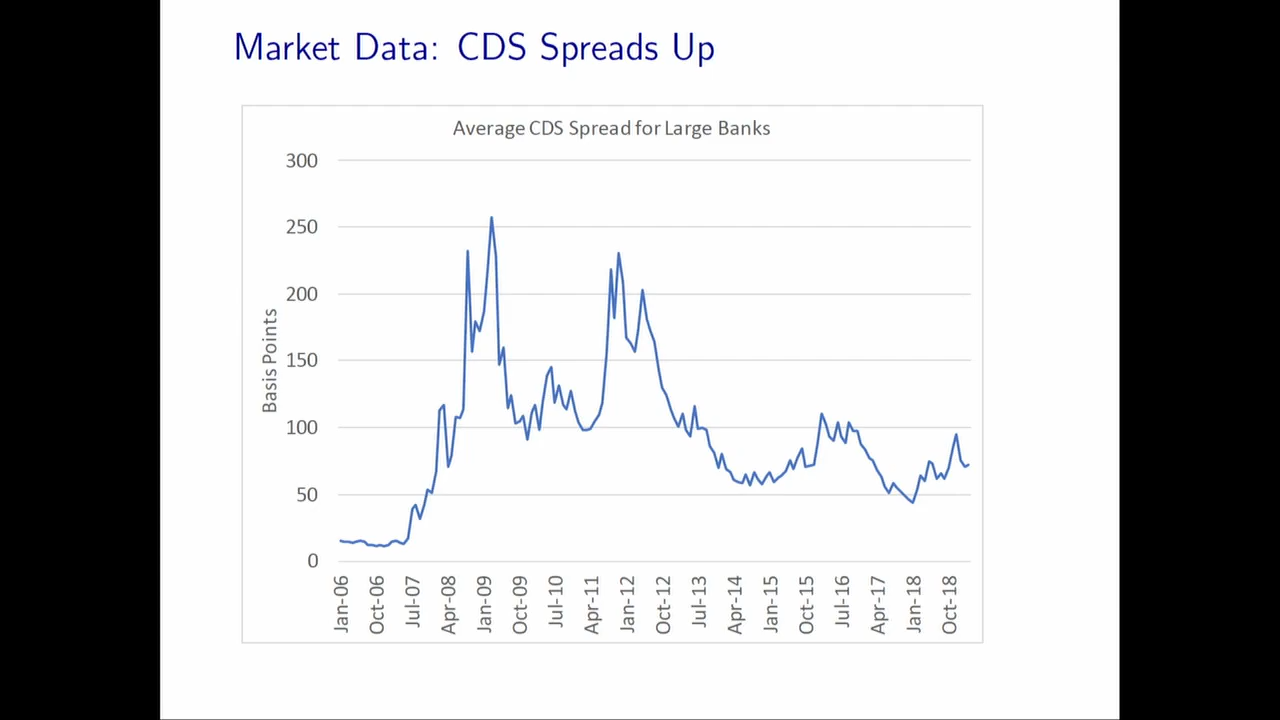 Market Data: CDS Spreads Up
Average CDS Spread for Large Banks
300
250
200
150
100
50
0
Basis Points
Jan-06
Oct-06
Jul-07
Apr-08
Jan-09
Oct-09
Jul-10
Apr-11
Jan-12
Oct-12
Jul-13
Apr-14
Jan-15
Oct-15
Jul-16
Apr-17
Jan-18
Oct-18